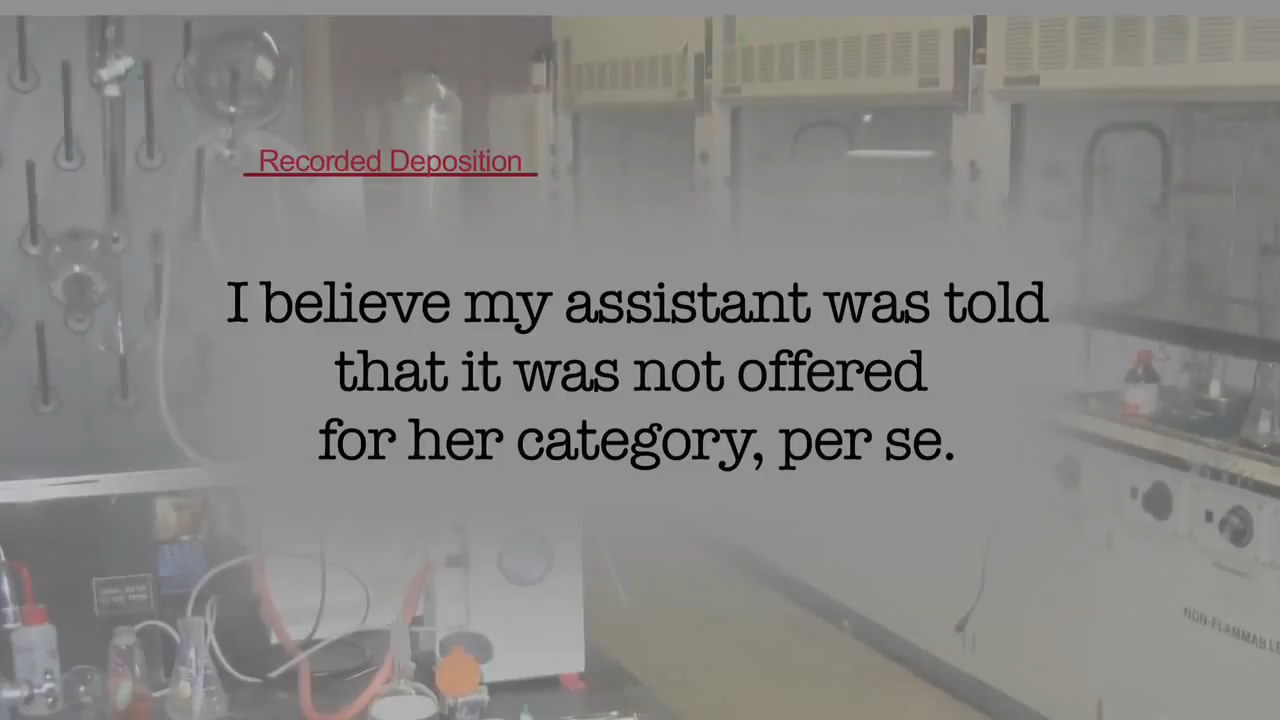 Recorded Deposition
I believe my assistant was told
that it was not offered
for her category, per se.